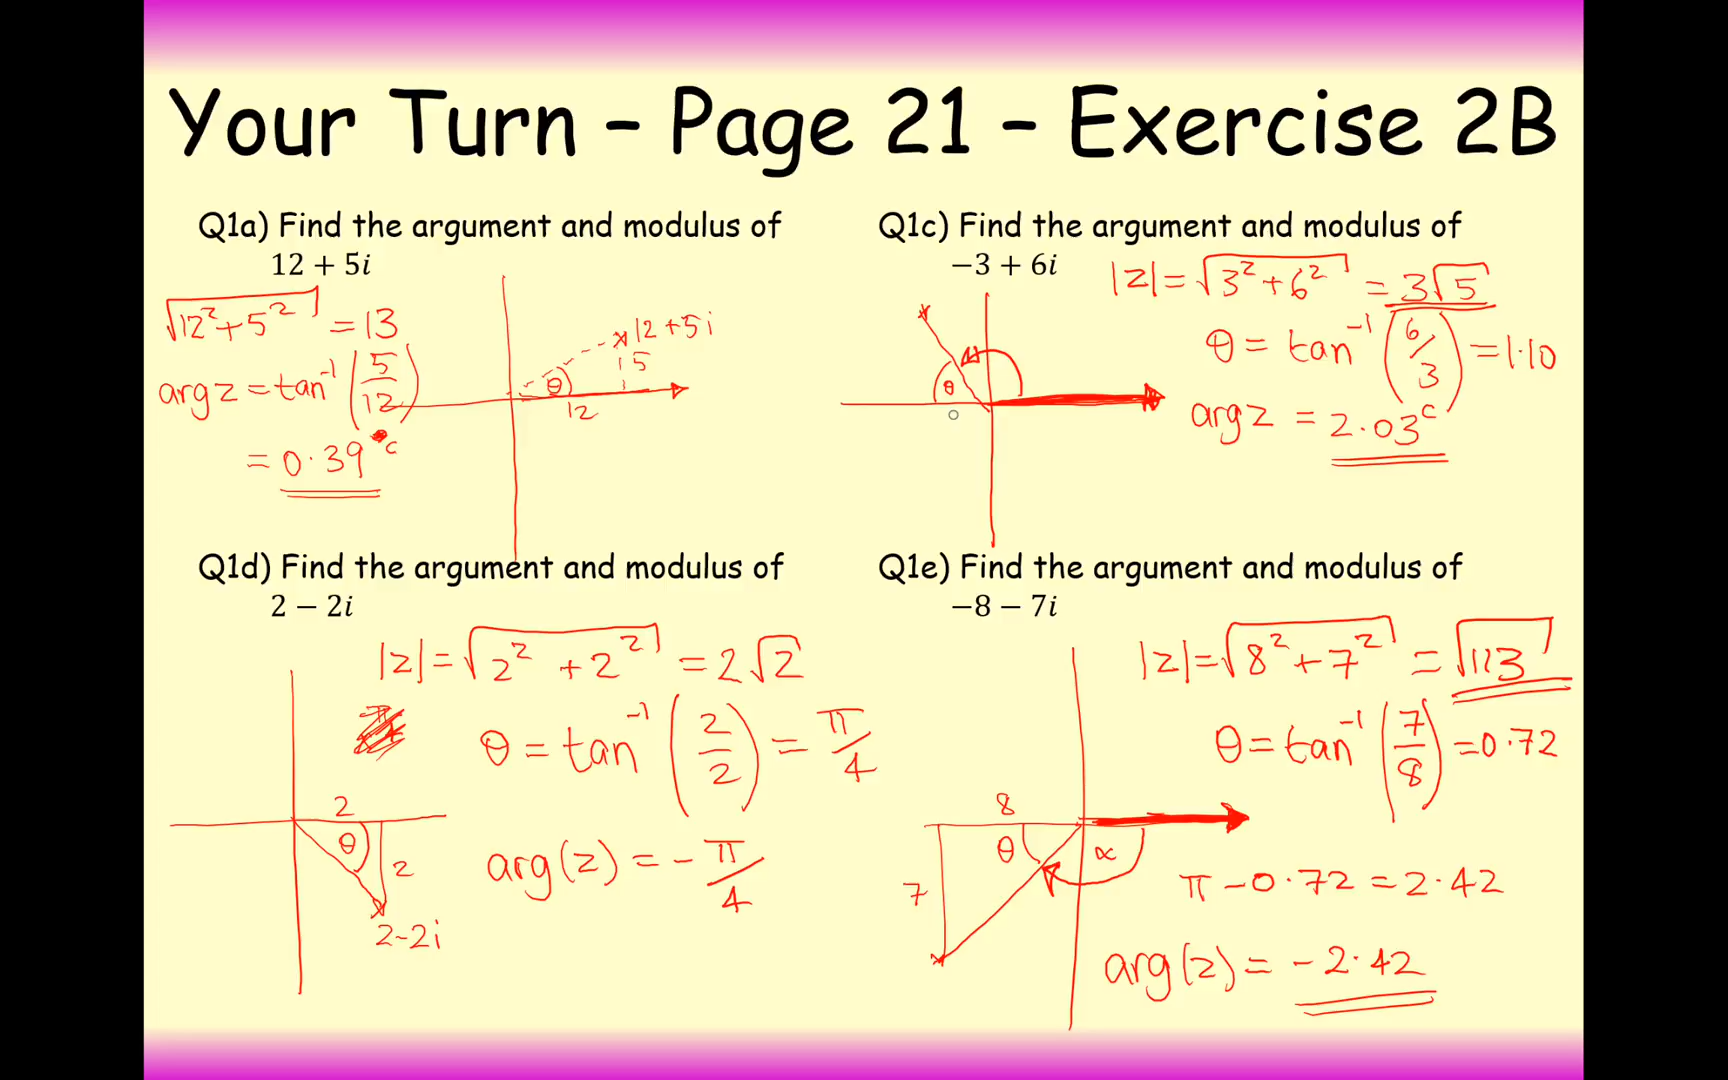 Your Turn – Page 21 – Exercise 2B
Q1a) Find the argument and modulus of
12 + 5i
√(12² + 5²) = 13
arg z = tan⁻¹(5/12)
= 0.39 c
12 + 5i
5
θ
12
Q1c) Find the argument and modulus of
−3 + 6i
|z| = √(3² + 6²) = 3√5
θ = tan⁻¹(6/3) = 1.10
arg z = 2.03ᶜ
θ
Q1d) Find the argument and modulus of
2 − 2i
|z| = √(2² + 2²) = 2√2
θ = tan⁻¹(2/2) = π/4
arg(z) = −π/4
2
θ
2
2-2i
Q1e) Find the argument and modulus of
−8 − 7i
|z| = √(8² + 7²) = √113
θ = tan⁻¹(7/8) = 0.72
8
θ
α
7
π − 0.72 = 2.42
arg(z) = −2.42